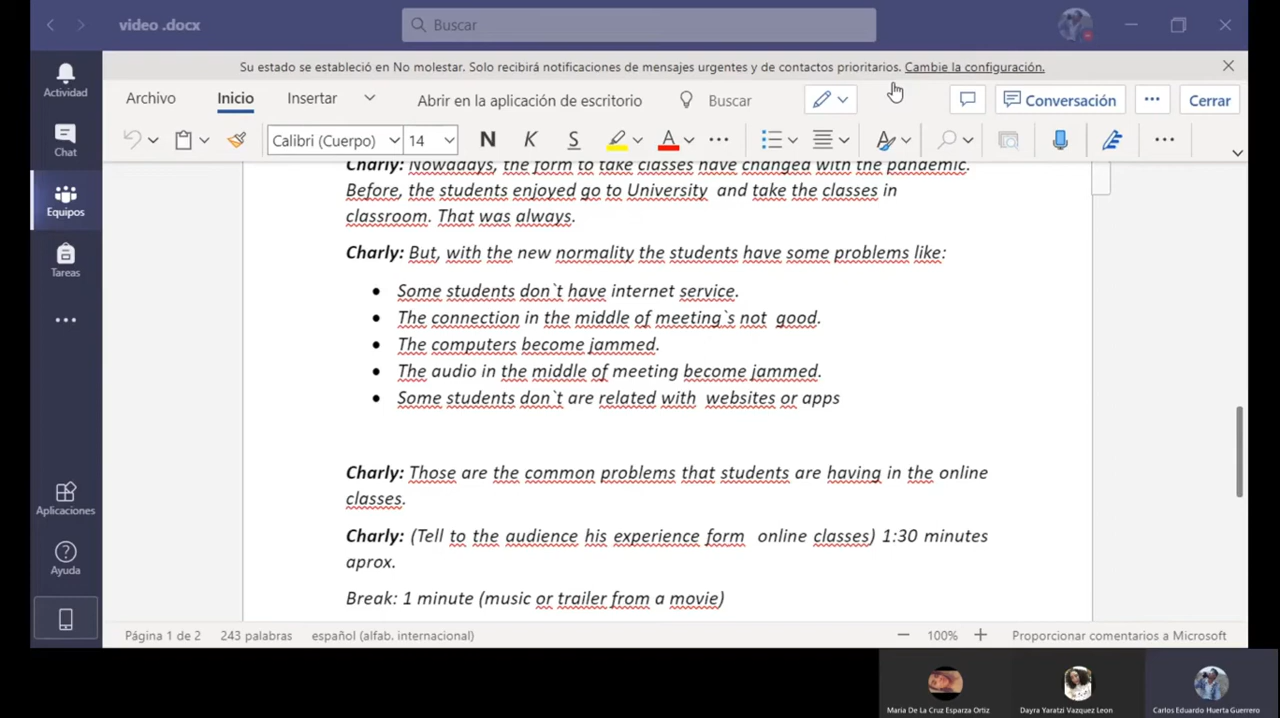 video .docx
Buscar
Su estado se estableció en No molestar. Solo recibirá notificaciones de mensajes urgentes y de contactos prioritarios. Cambie la configuración.
Actividad
Chat
Equipos
Tareas
Aplicaciones
Ayuda
Archivo Inicio Insertar Abrir en la aplicación de escritorio Buscar Conversación Cerrar
Calibri (Cuerpo) 14 N K S A
Charly: Nowadays, the form to take classes have changed with the pandemic.
Before, the students enjoyed go to University and take the classes in
classroom. That was always.
Charly: But, with the new normality the students have some problems like:
• Some students don`t have internet service.
• The connection in the middle of meeting`s not good.
• The computers become jammed.
• The audio in the middle of meeting become jammed.
• Some students don`t are related with websites or apps
Charly: Those are the common problems that students are having in the online
classes.
Charly: (Tell to the audience his experience form online classes) 1:30 minutes
aprox.
Break: 1 minute (music or trailer from a movie)
Página 1 de 2 243 palabras español (alfab. internacional) 100% Proporcionar comentarios a Microsoft
Maria De La Cruz Esparza Ortiz Dayra Yaratzi Vazquez Leon Carlos Eduardo Huerta Guerrero